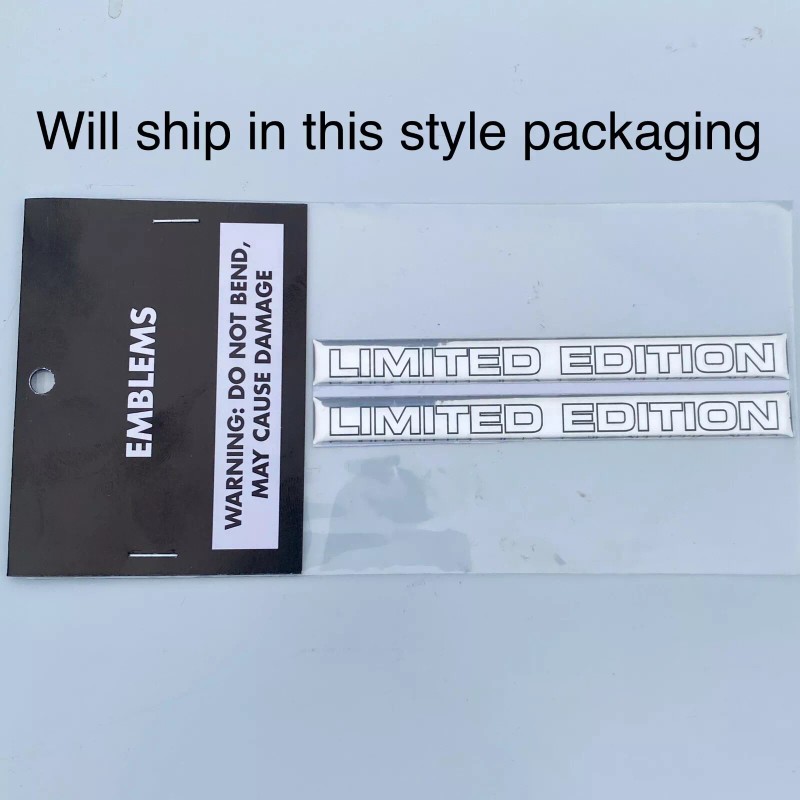 Will ship in this style packaging
EMBLEMS
WARNING: DO NOT BEND,
MAY CAUSE DAMAGE
LIMITED EDITION
LIMITED EDITION